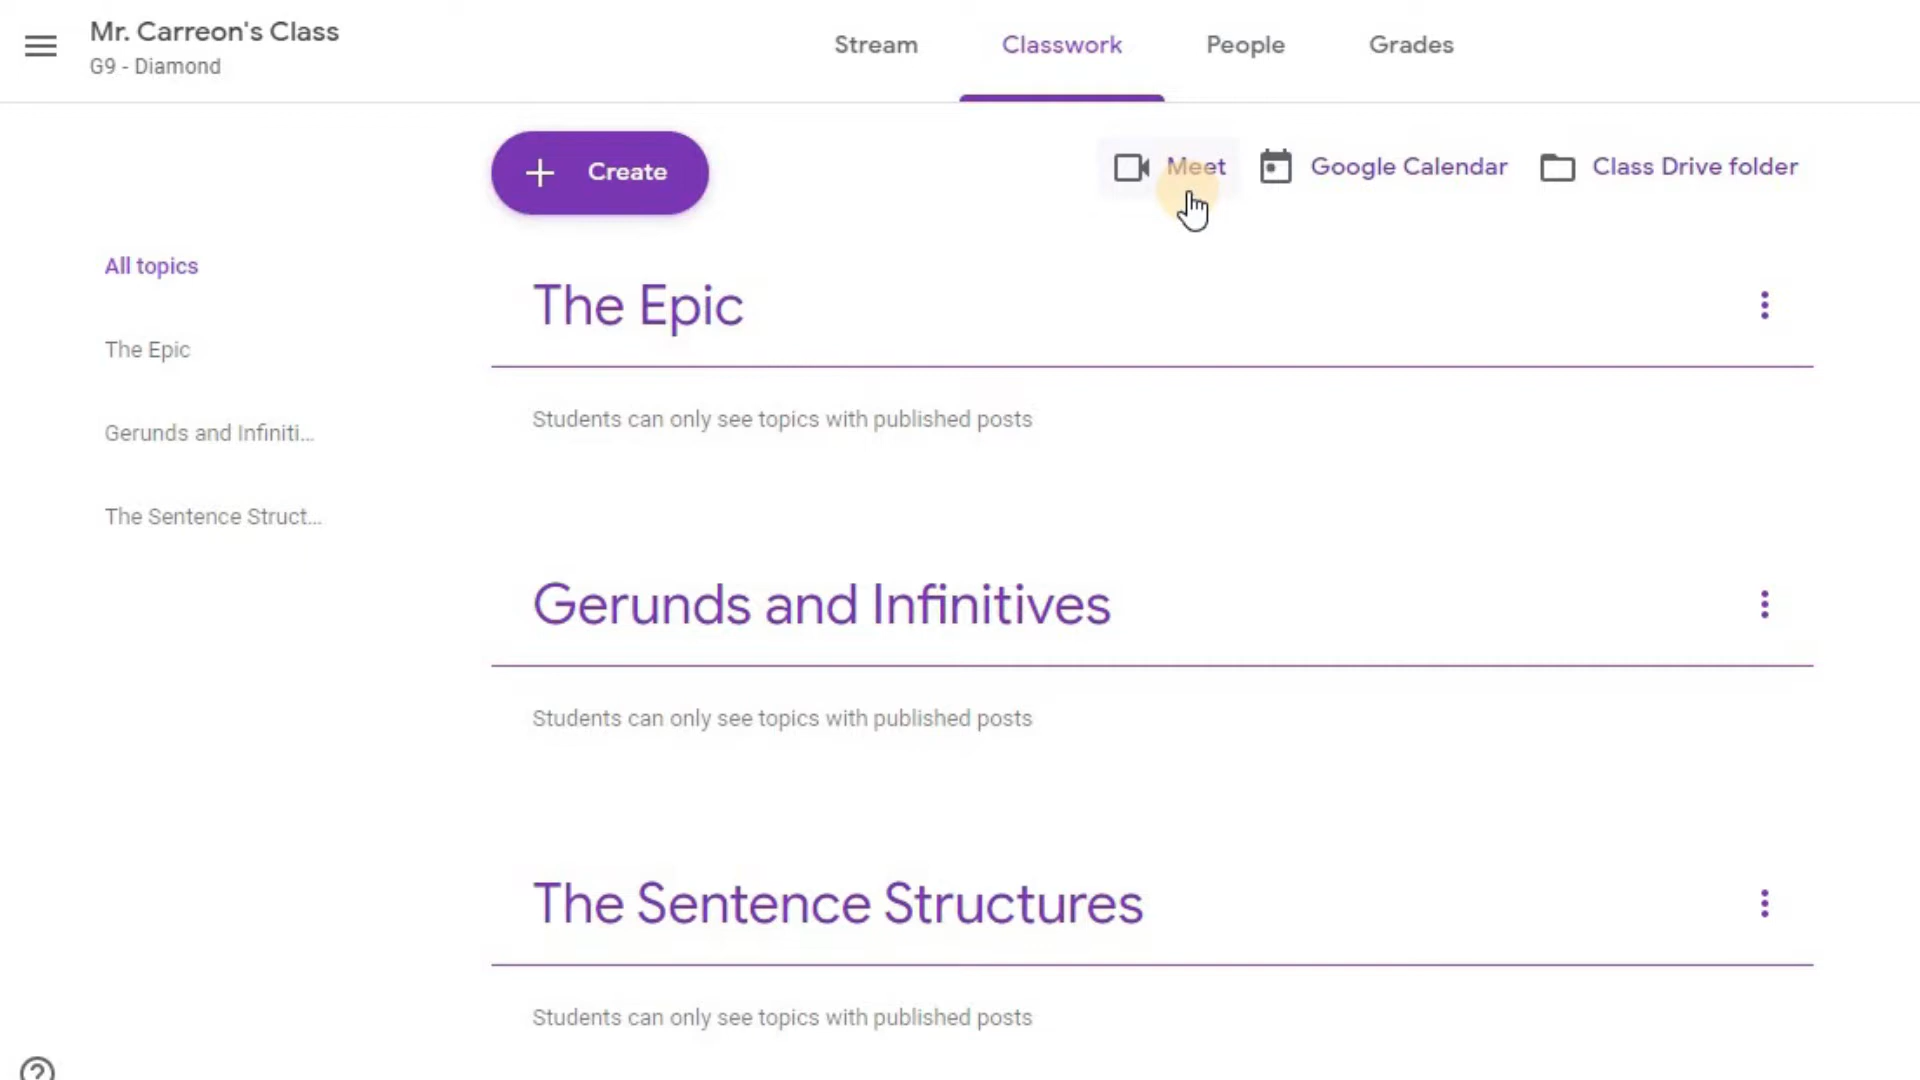 Mr. Carreon's Class
G9 - Diamond
Stream
Classwork
People
Grades
Create
Meet
Google Calendar
Class Drive folder
All topics
The Epic
Gerunds and Infiniti...
The Sentence Struct...
The Epic
Students can only see topics with published posts
Gerunds and Infinitives
Students can only see topics with published posts
The Sentence Structures
Students can only see topics with published posts